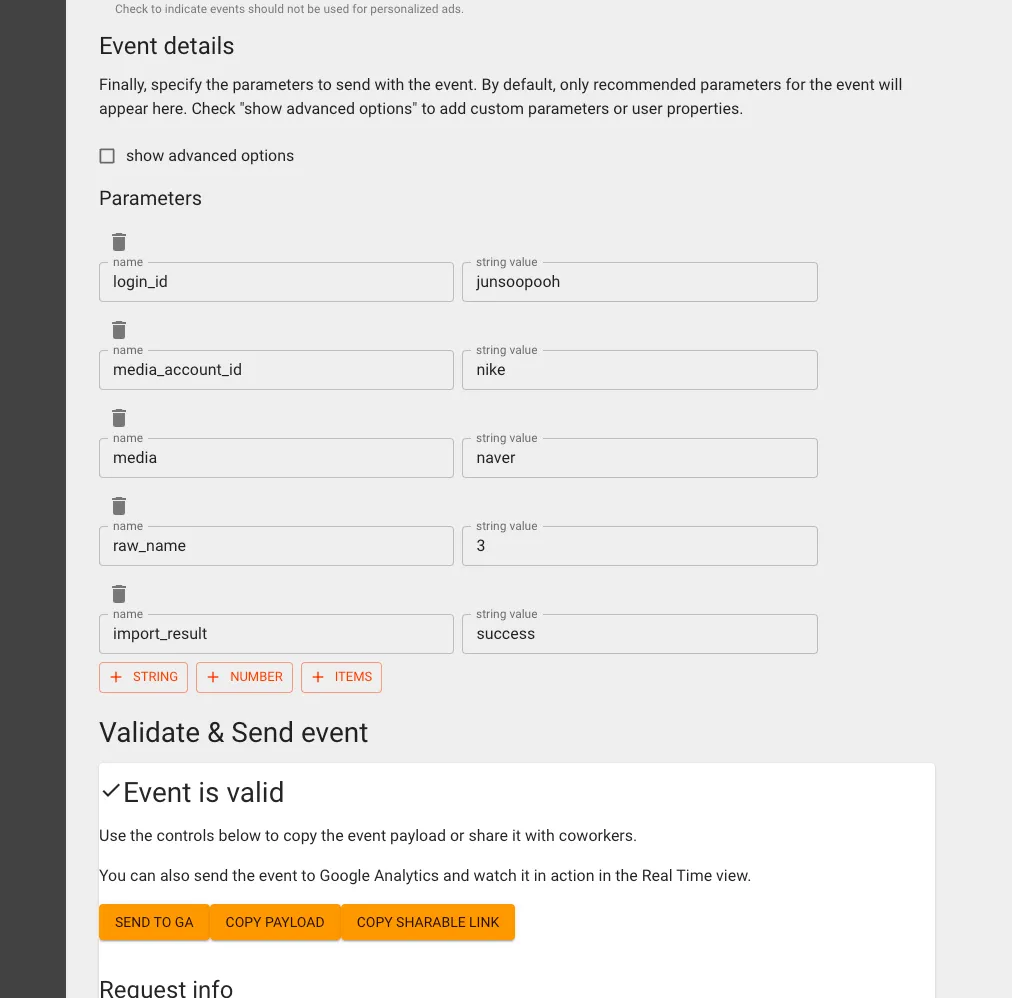 Check to indicate events should not be used for personalized ads.
Event details
Finally, specify the parameters to send with the event. By default, only recommended parameters for the event will
appear here. Check "show advanced options" to add custom parameters or user properties.
show advanced options
Parameters
name string value
login_id junsoopooh
name string value
media_account_id nike
name string value
media naver
name string value
raw_name 3
name string value
import_result success
+ STRING + NUMBER + ITEMS
Validate & Send event
Event is valid
Use the controls below to copy the event payload or share it with coworkers.
You can also send the event to Google Analytics and watch it in action in the Real Time view.
SEND TO GA COPY PAYLOAD COPY SHARABLE LINK
Request info